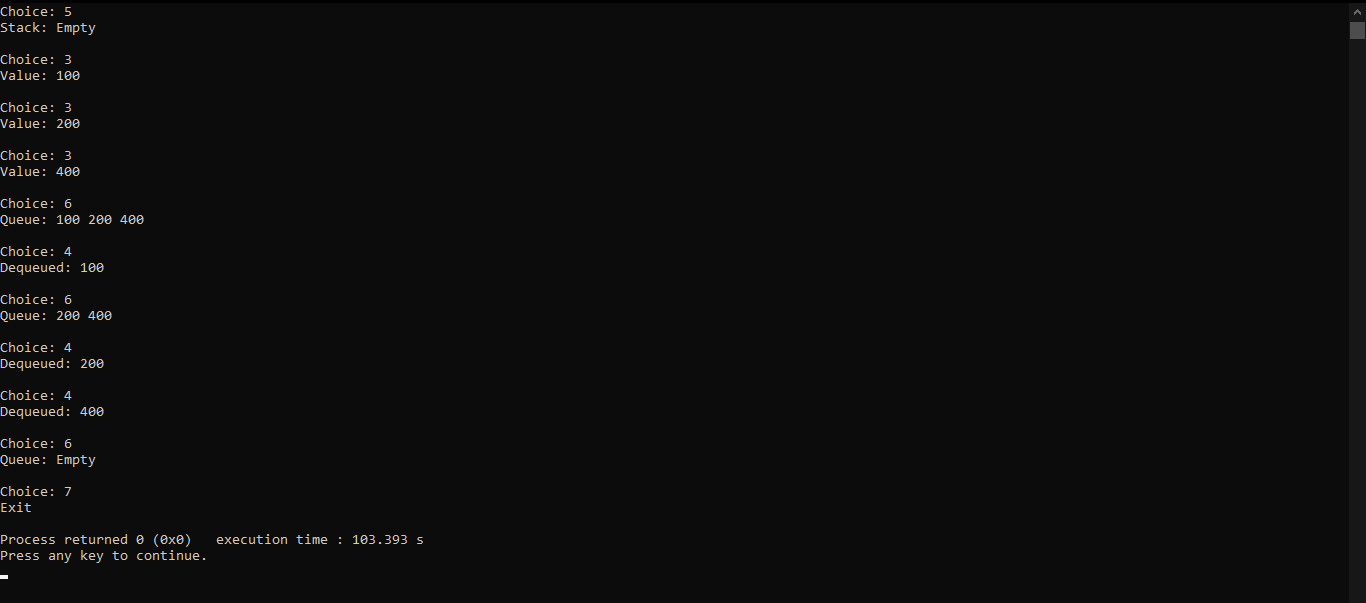 Choice: 5
Stack: Empty
Choice: 3
Value: 100
Choice: 3
Value: 200
Choice: 3
Value: 400
Choice: 6
Queue: 100 200 400
Choice: 4
Dequeued: 100
Choice: 6
Queue: 200 400
Choice: 4
Dequeued: 200
Choice: 4
Dequeued: 400
Choice: 6
Queue: Empty
Choice: 7
Exit
Process returned 0 (0x0)   execution time : 103.393 s
Press any key to continue.